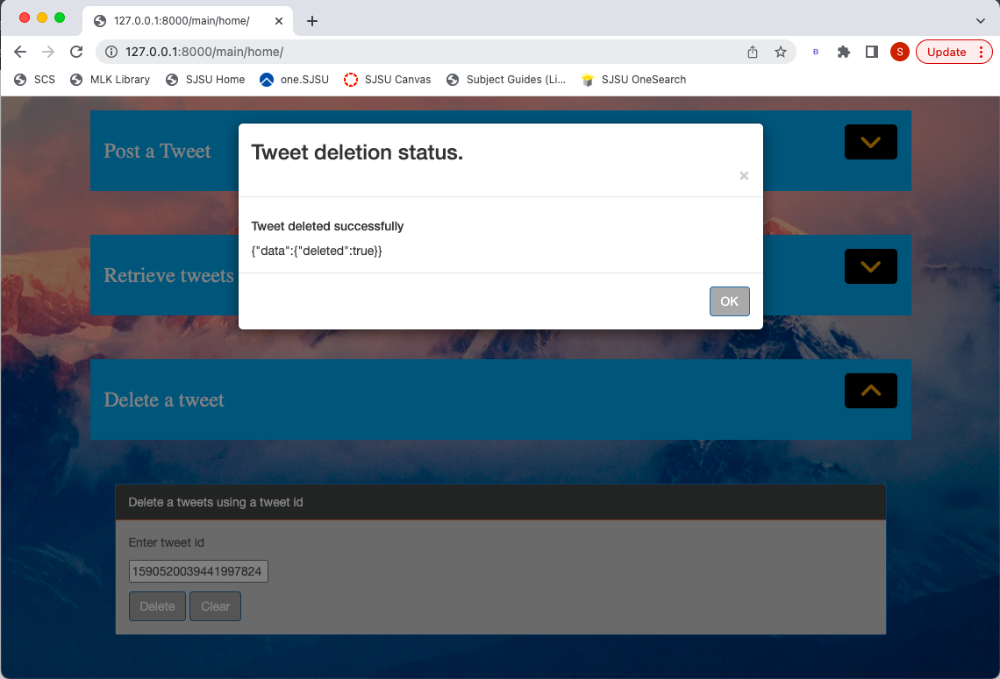 127.0.0.1:8000/main/home/
127.0.0.1:8000/main/home/
B
S
Update
SCS
MLK Library
SJSU Home
one.SJSU
SJSU Canvas
Subject Guides (Li...
SJSU OneSearch
Post a Tweet
Tweet deletion status.
×
Tweet deleted successfully
{"data":{"deleted":true}}
OK
Retrieve tweets
Delete a tweet
Delete a tweets using a tweet id
Enter tweet id
1590520039441997824
Delete Clear